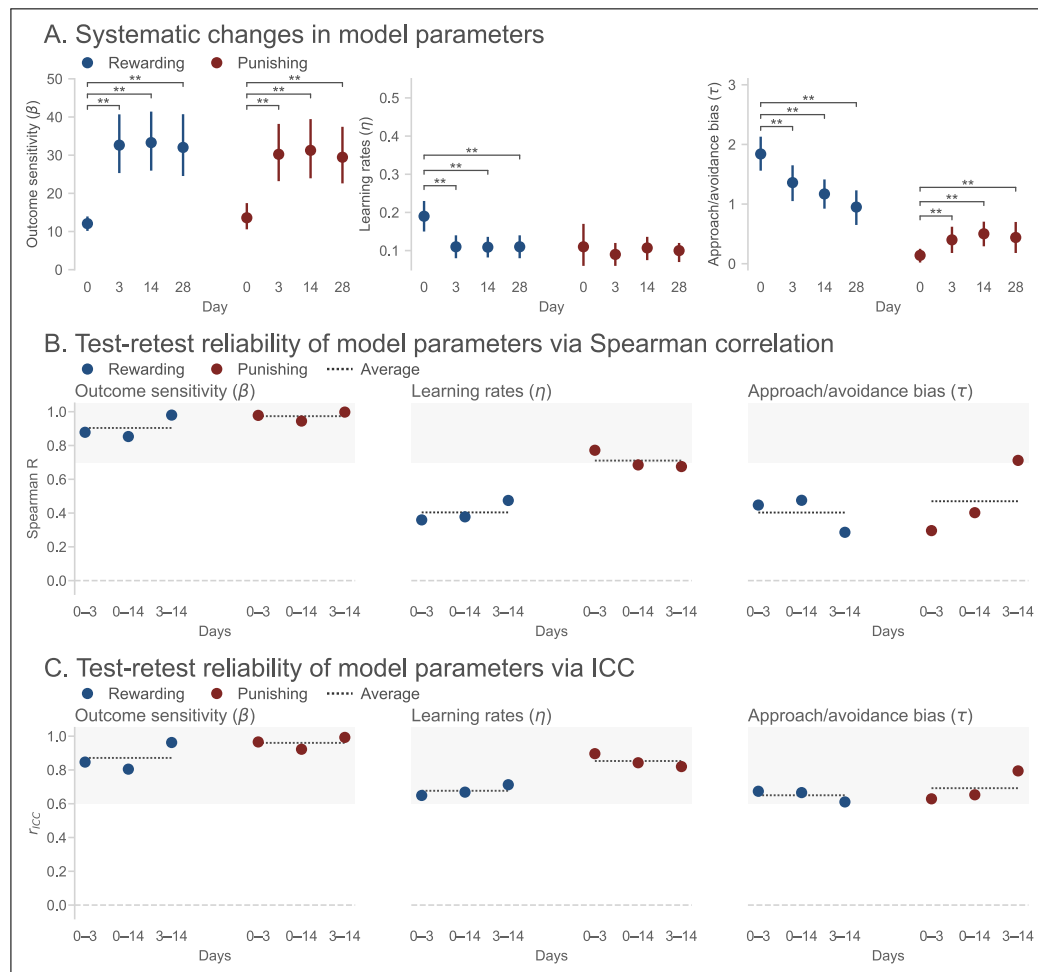 A. Systematic changes in model parameters
Rewarding Punishing
Outcome sensitivity (β)
50
40
30
20
10
0
** ** **
** ** **
0 3 14 28 0 3 14 28
Day
Learning rates (η)
0.5
0.4
0.3
0.2
0.1
** ** **
0 3 14 28 0 3 14 28
Day
Approach/avoidance bias (τ)
3
2
1
0
** ** **
** ** **
0 3 14 28 0 3 14 28
Day
B. Test-retest reliability of model parameters via Spearman correlation
Rewarding Punishing Average
Outcome sensitivity (β) Learning rates (η) Approach/avoidance bias (τ)
Spearman R
1.0
0.8
0.6
0.4
0.2
0.0
0–3 0–14 3–14 0–3 0–14 3–14 0–3 0–14 3–14 0–3 0–14 3–14 0–3 0–14 3–14 0–3 0–14 3–14
Days Days Days
C. Test-retest reliability of model parameters via ICC
Rewarding Punishing Average
Outcome sensitivity (β) Learning rates (η) Approach/avoidance bias (τ)
rICC
1.0
0.8
0.6
0.4
0.2
0.0
0–3 0–14 3–14 0–3 0–14 3–14 0–3 0–14 3–14 0–3 0–14 3–14 0–3 0–14 3–14 0–3 0–14 3–14
Days Days Days